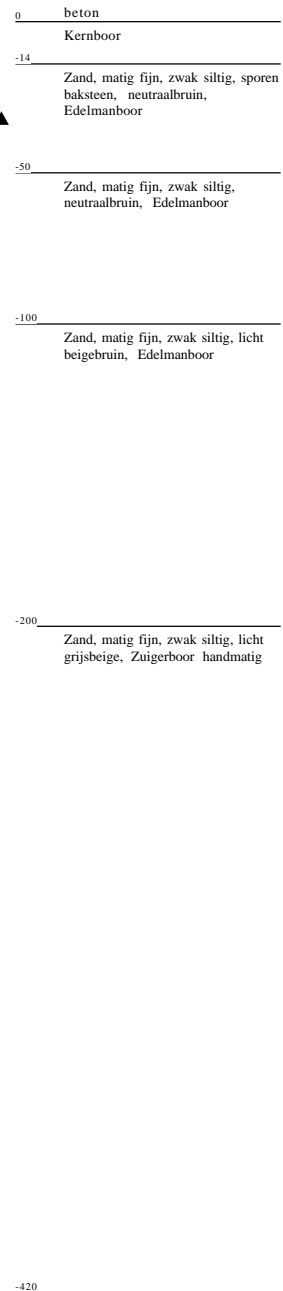 0 beton
Kernboor
-14
Zand, matig fijn, zwak siltig, sporen
baksteen, neutraalbruin,
Edelmanboor
-50
Zand, matig fijn, zwak siltig,
neutraalbruin, Edelmanboor
-100
Zand, matig fijn, zwak siltig, licht
beigebruin, Edelmanboor
-200
Zand, matig fijn, zwak siltig, licht
grijsbeige, Zuigerboor handmatig
-420